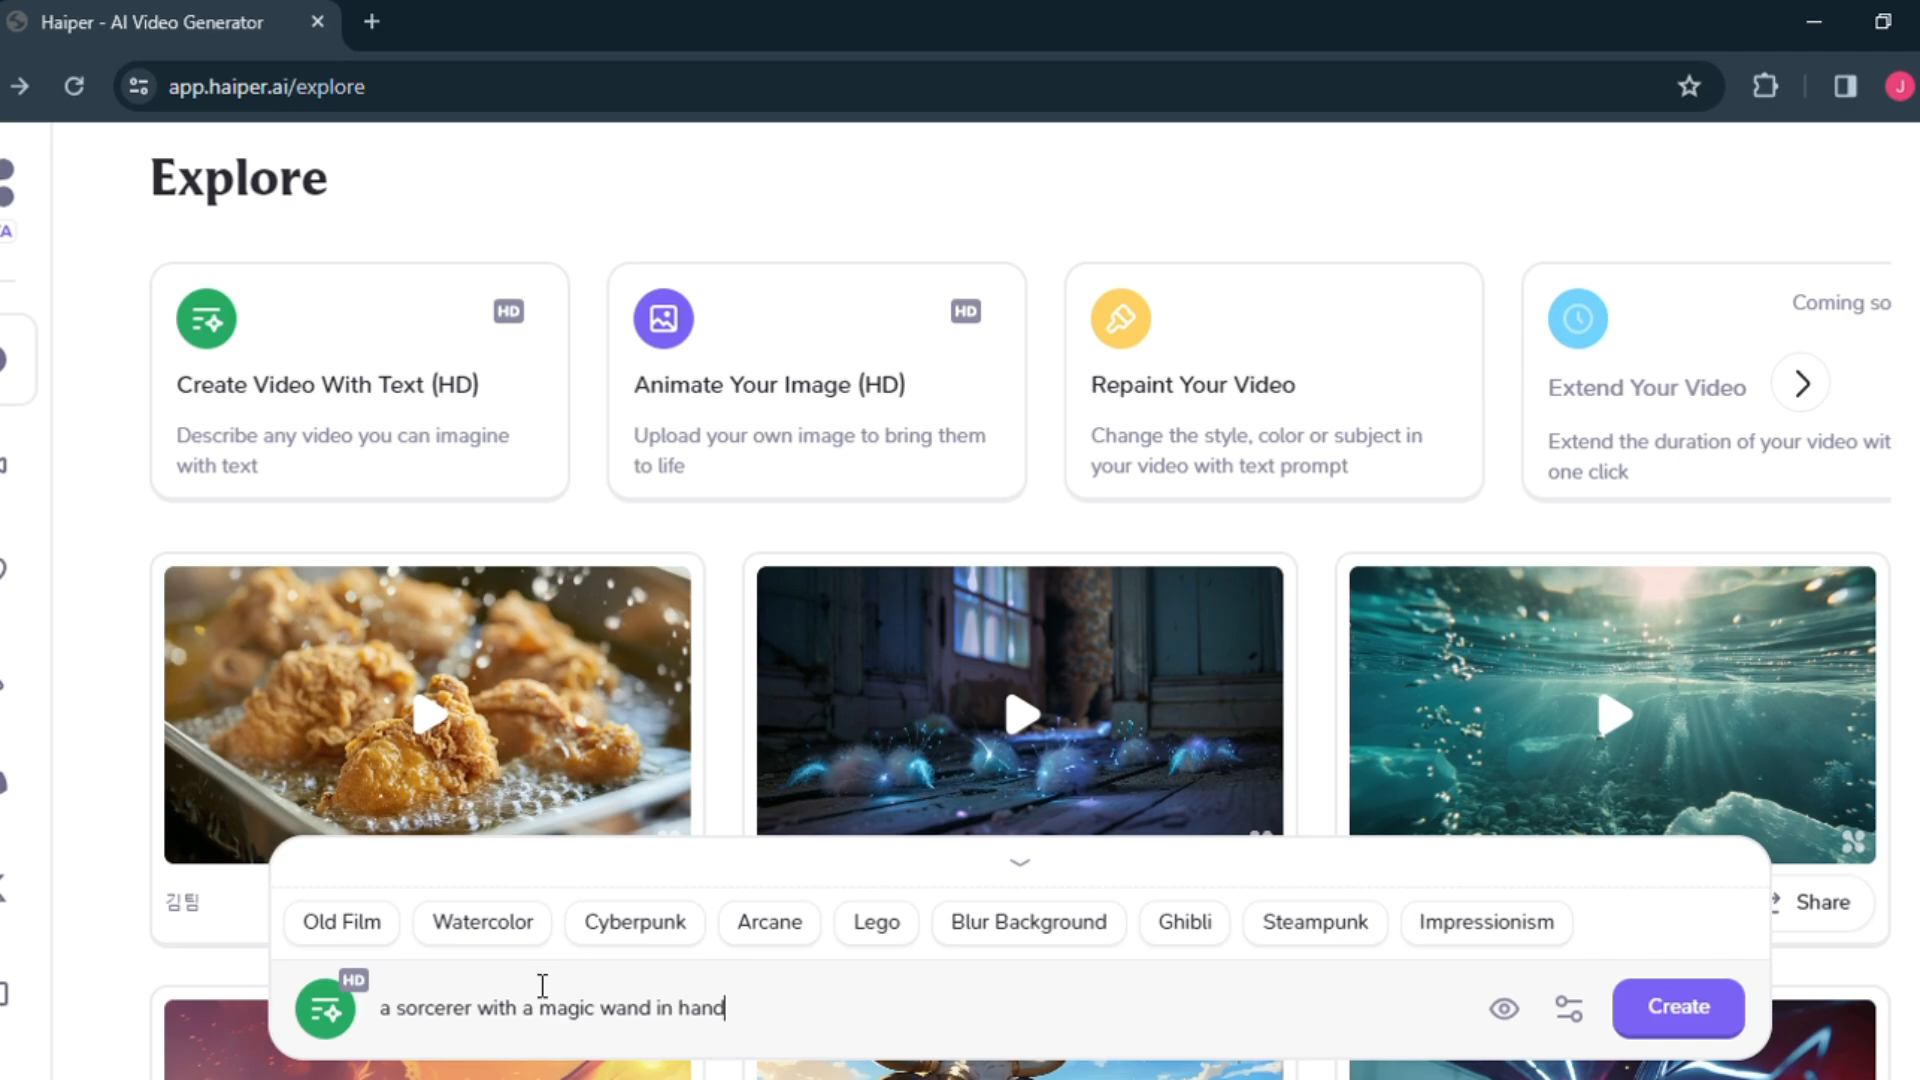 Haiper - AI Video Generator
app.haiper.ai/explore
J
Explore
HD
HD
Coming so
Create Video With Text (HD)
Animate Your Image (HD)
Repaint Your Video
Extend Your Video
Describe any video you can imagine
with text
Upload your own image to bring them
to life
Change the style, color or subject in
your video with text prompt
Extend the duration of your video wit
one click
김팀
Share
Old Film
Watercolor
Cyberpunk
Arcane
Lego
Blur Background
Ghibli
Steampunk
Impressionism
HD
a sorcerer with a magic wand in hand
Create